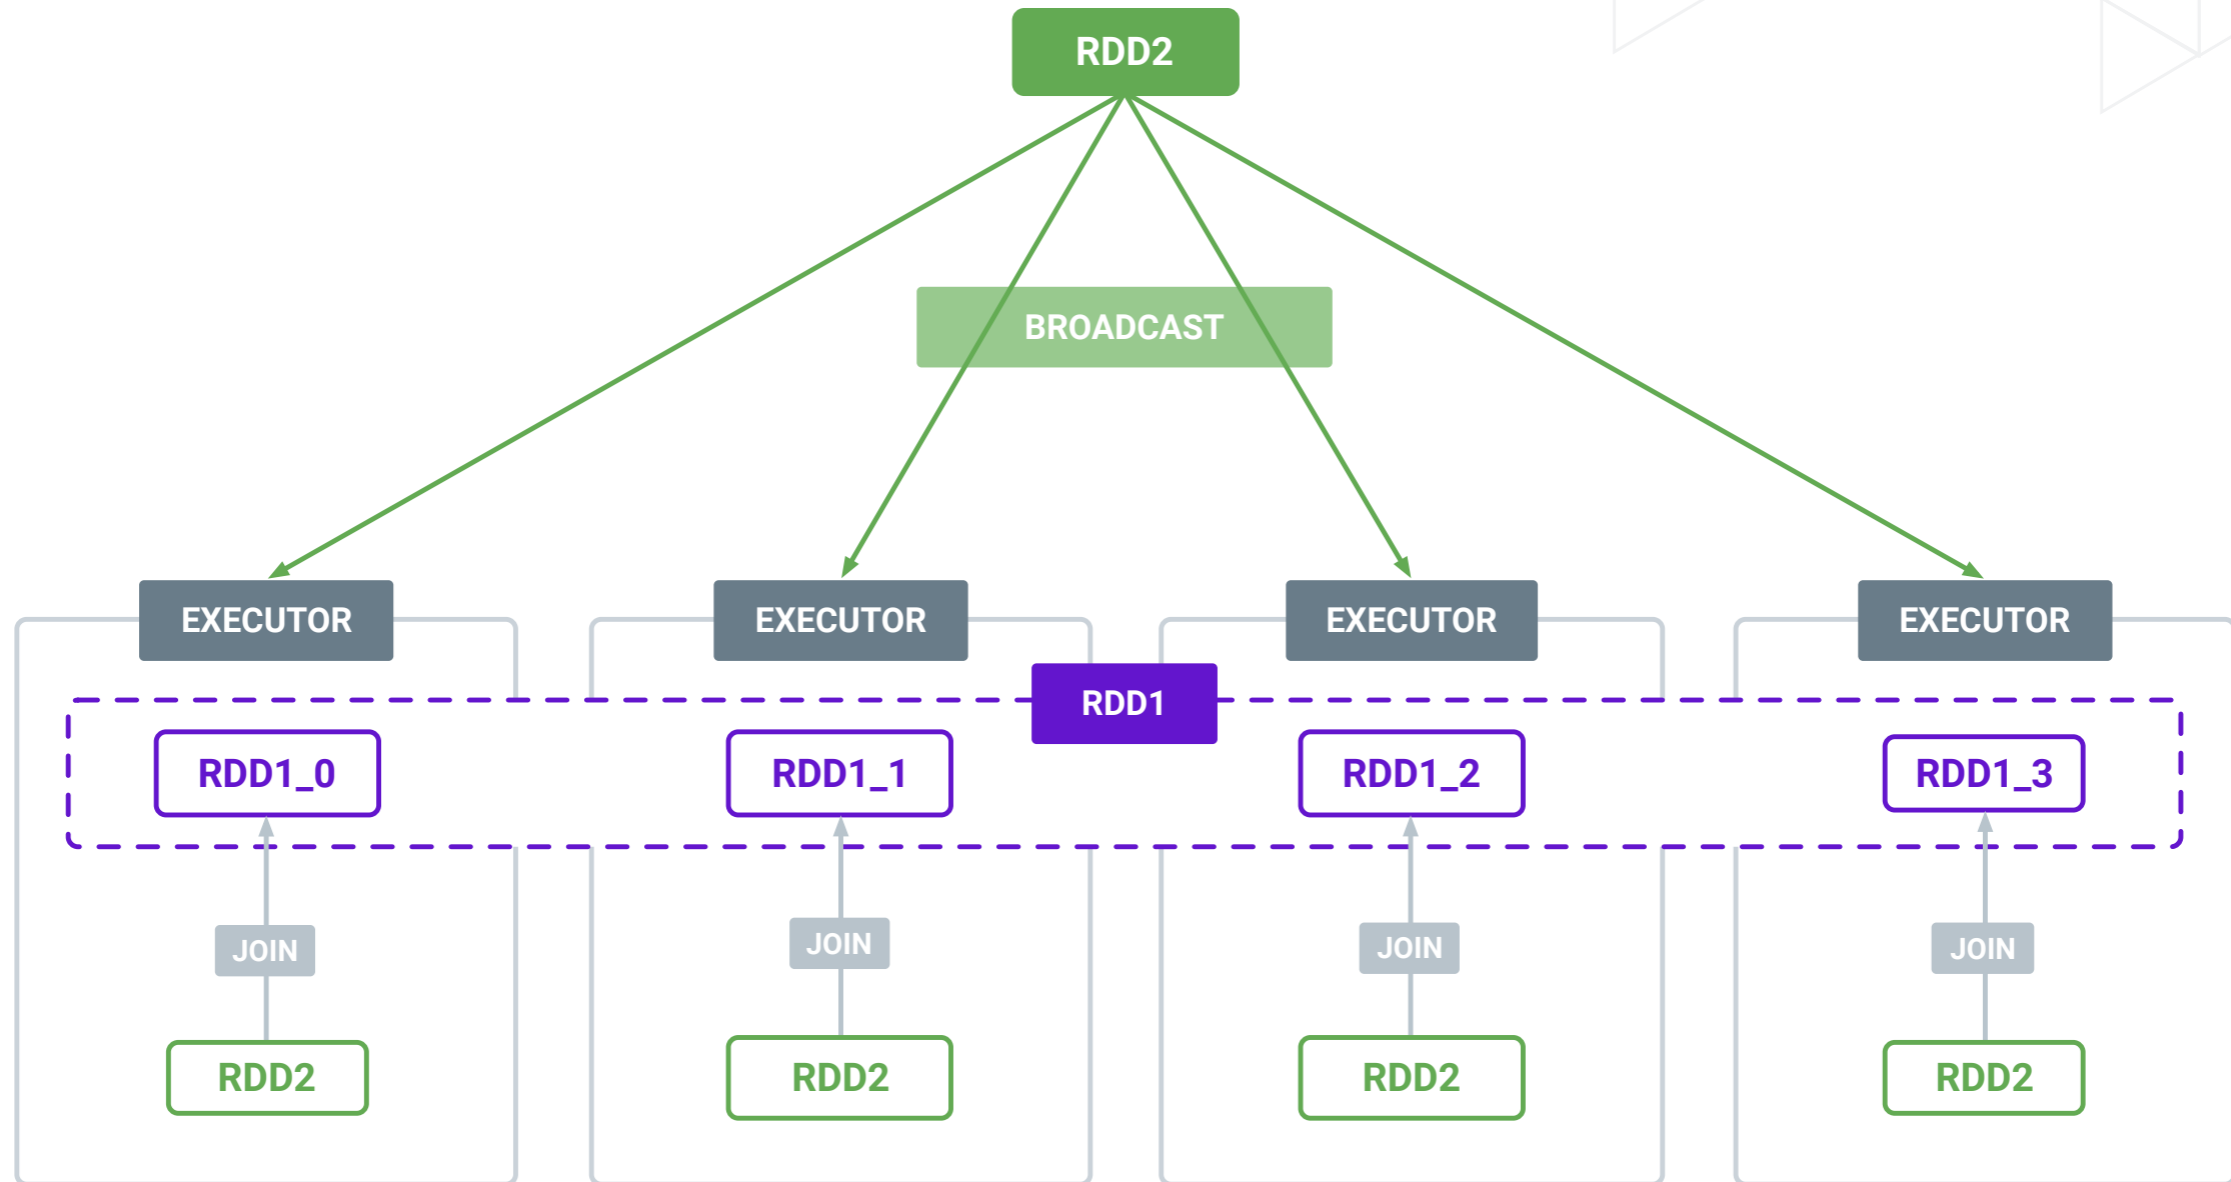 RDD2
BROADCAST
EXECUTOR
EXECUTOR
EXECUTOR
EXECUTOR
RDD1
RDD1_0
RDD1_1
RDD1_2
RDD1_3
JOIN
JOIN
JOIN
JOIN
RDD2
RDD2
RDD2
RDD2